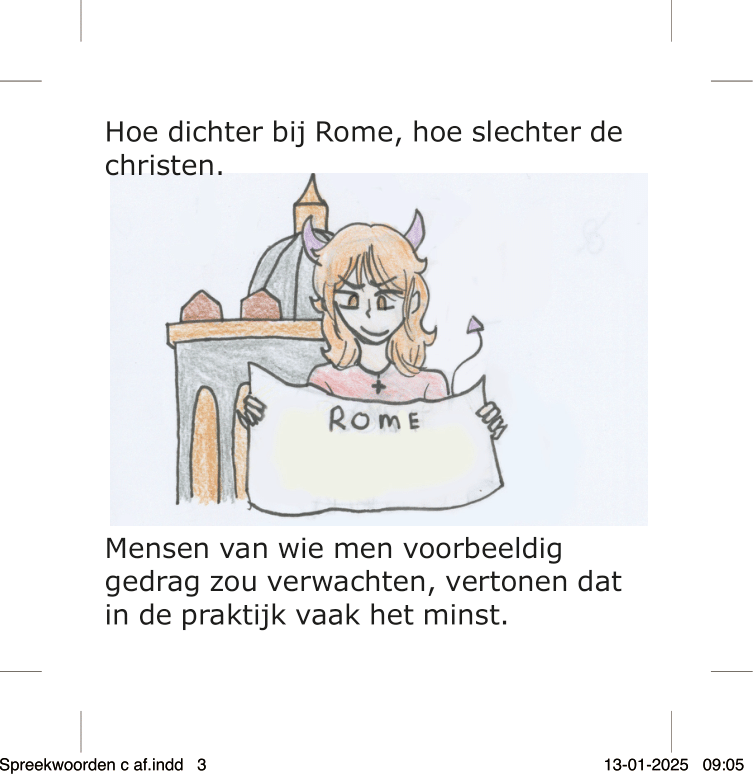 Hoe dichter bij Rome, hoe slechter de
christen.
ROME
Mensen van wie men voorbeeldig
gedrag zou verwachten, vertonen dat
in de praktijk vaak het minst.
Spreekwoorden c af.indd 3
13-01-2025 09:05